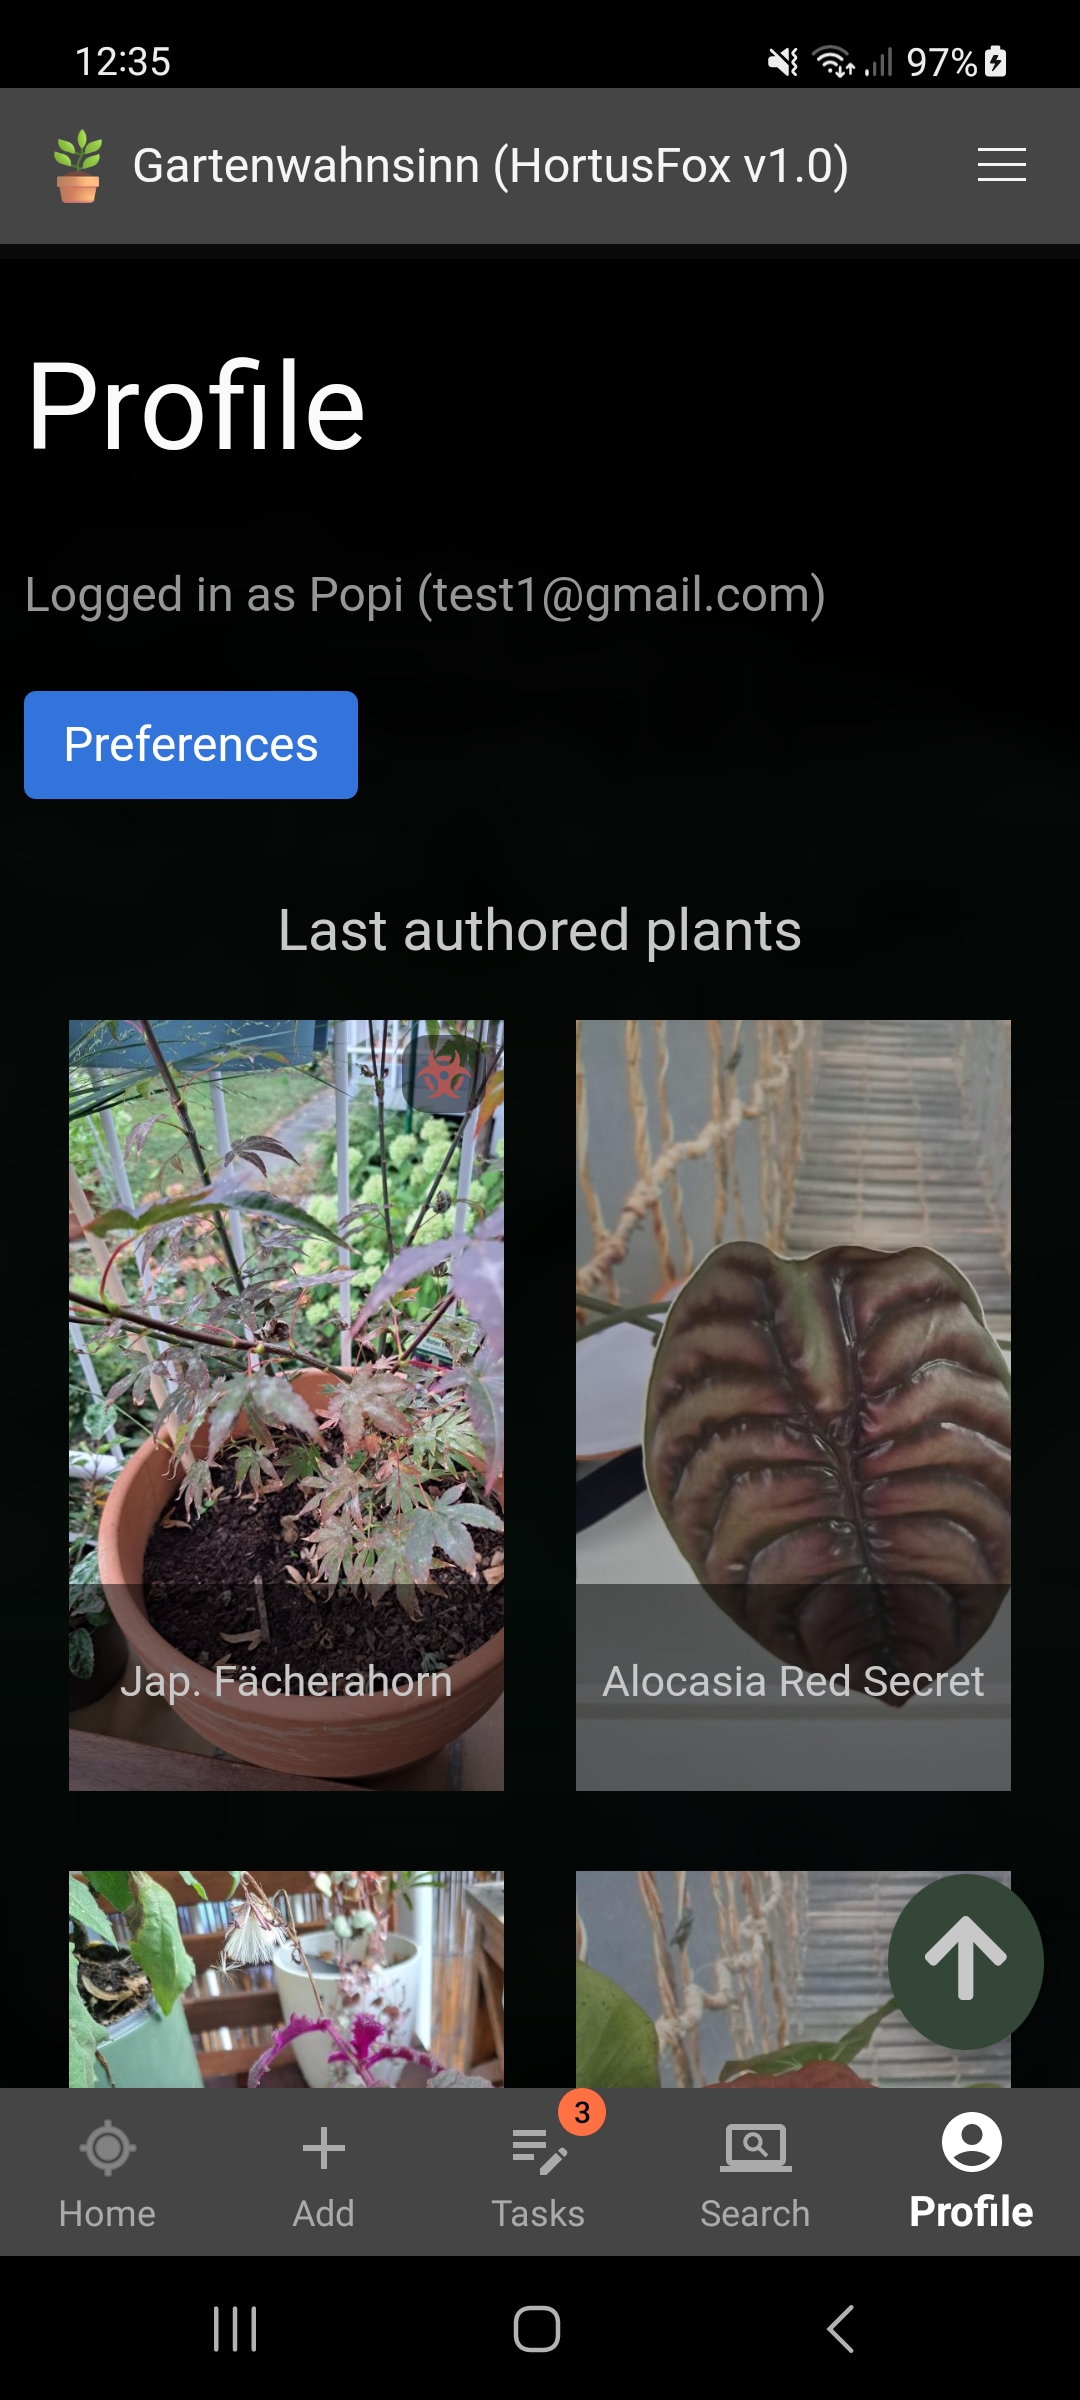 12:35
97%
Gartenwahnsinn (HortusFox v1.0)
Profile
Logged in as Popi (test1@gmail.com)
Preferences
Last authored plants
Jap. Fächerahorn
Alocasia Red Secret
3
Home
Add
Tasks
Search
Profile